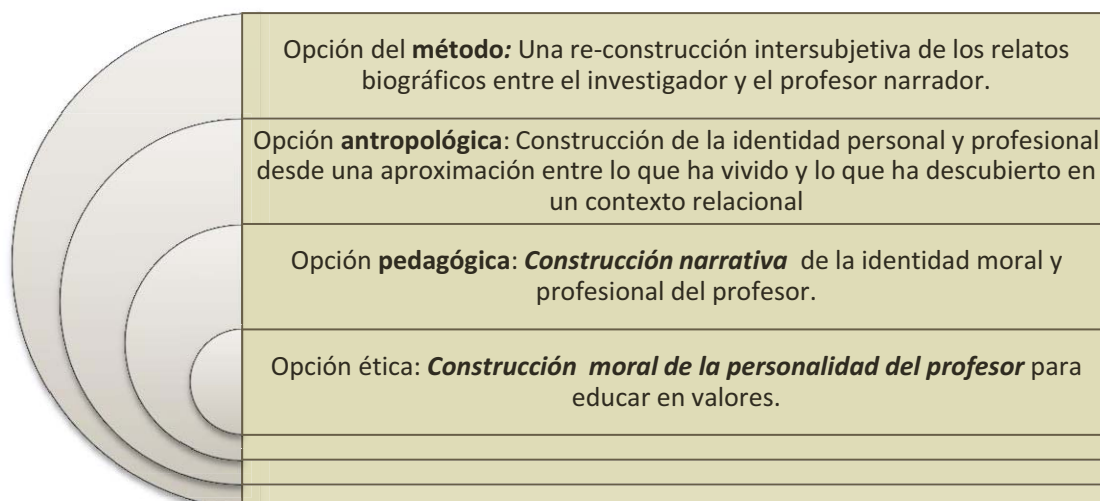 Opción del método: Una re-construcción intersubjetiva de los relatos
biográficos entre el investigador y el profesor narrador.
Opción antropológica: Construcción de la identidad personal y profesional
desde una aproximación entre lo que ha vivido y lo que ha descubierto en
un contexto relacional
Opción pedagógica: Construcción narrativa de la identidad moral y
profesional del profesor.
Opción ética: Construcción moral de la personalidad del profesor para
educar en valores.